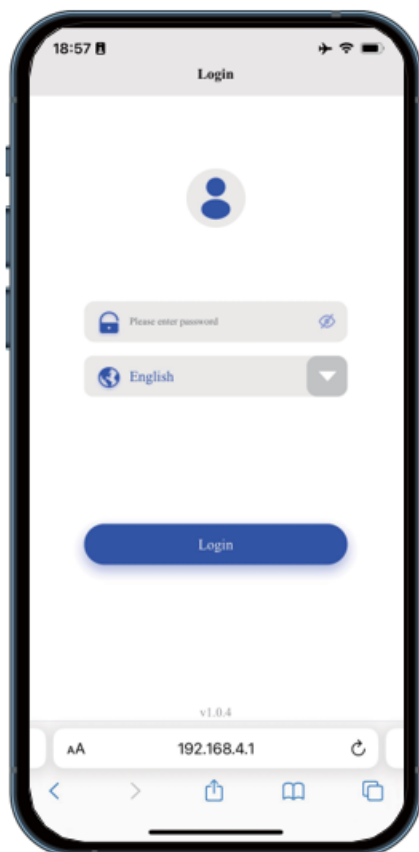 18:57
Login
Please enter password
English
Login
v1.0.4
AA 192.168.4.1